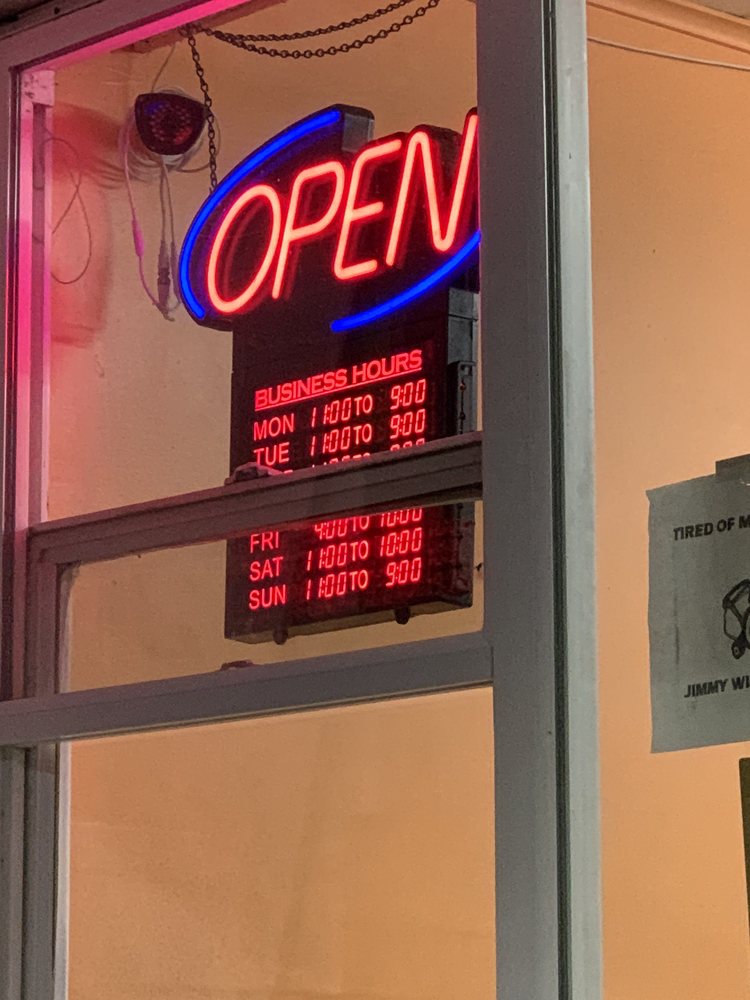 OPEN
BUSINESS HOURS
MON 11:00 TO 9:00
TUE 11:00 TO 9:00
FRI 4:00 TO 10:00
SAT 11:00 TO 10:00
SUN 11:00 TO 9:00
TIRED OF M
JIMMY WI